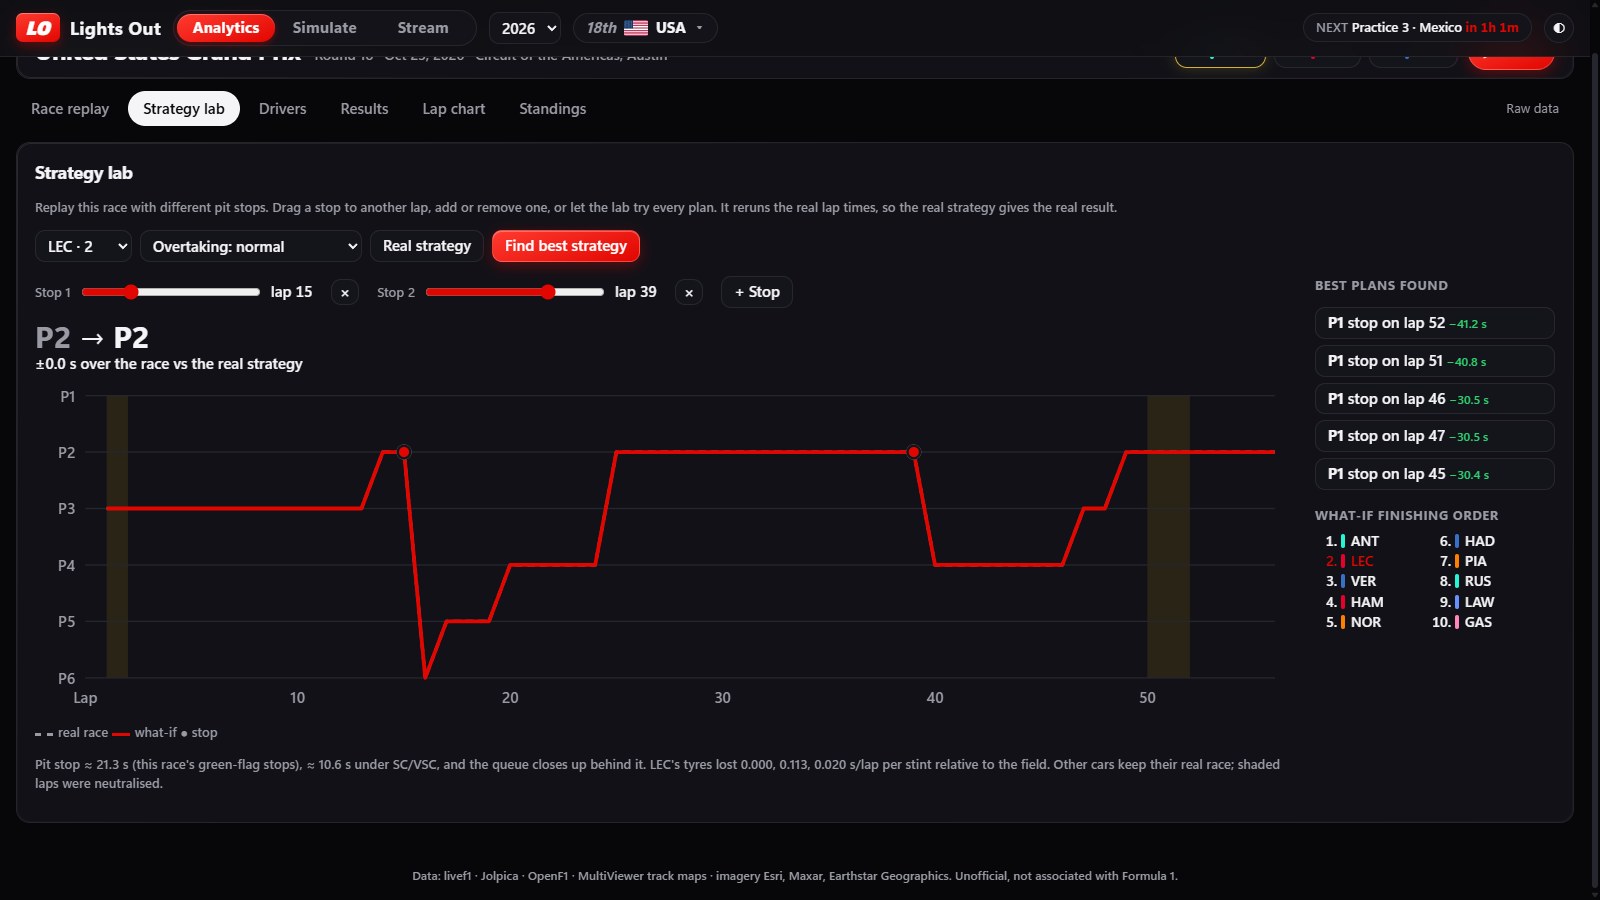 LO Lights Out Analytics Simulate Stream 2026 18th USA NEXT Practice 3 · Mexico in 1h 1m
United States Grand Prix
Race replay Strategy lab Drivers Results Lap chart Standings Raw data
Strategy lab
Replay this race with different pit stops. Drag a stop to another lap, add or remove one, or let the lab try every plan. It reruns the real lap times, so the real strategy gives the real result.
LEC · 2 Overtaking: normal Real strategy Find best strategy
Stop 1 lap 15 × Stop 2 lap 39 × + Stop
P2 → P2
±0.0 s over the race vs the real strategy
P1
P2
P3
P4
P5
P6
Lap 10 20 30 40 50
real race what-if stop
Pit stop ≈ 21.3 s (this race's green-flag stops), ≈ 10.6 s under SC/VSC, and the queue closes up behind it. LEC's tyres lost 0.000, 0.113, 0.020 s/lap per stint relative to the field. Other cars keep their real race; shaded
laps were neutralised.
BEST PLANS FOUND
P1 stop on lap 52 −41.2 s
P1 stop on lap 51 −40.8 s
P1 stop on lap 46 −30.5 s
P1 stop on lap 47 −30.5 s
P1 stop on lap 45 −30.4 s
WHAT-IF FINISHING ORDER
1. ANT 6. HAD
2. LEC 7. PIA
3. VER 8. RUS
4. HAM 9. LAW
5. NOR 10. GAS
Data: livef1 · Jolpica · OpenF1 · MultiViewer track maps · imagery Esri, Maxar, Earthstar Geographics. Unofficial, not associated with Formula 1.